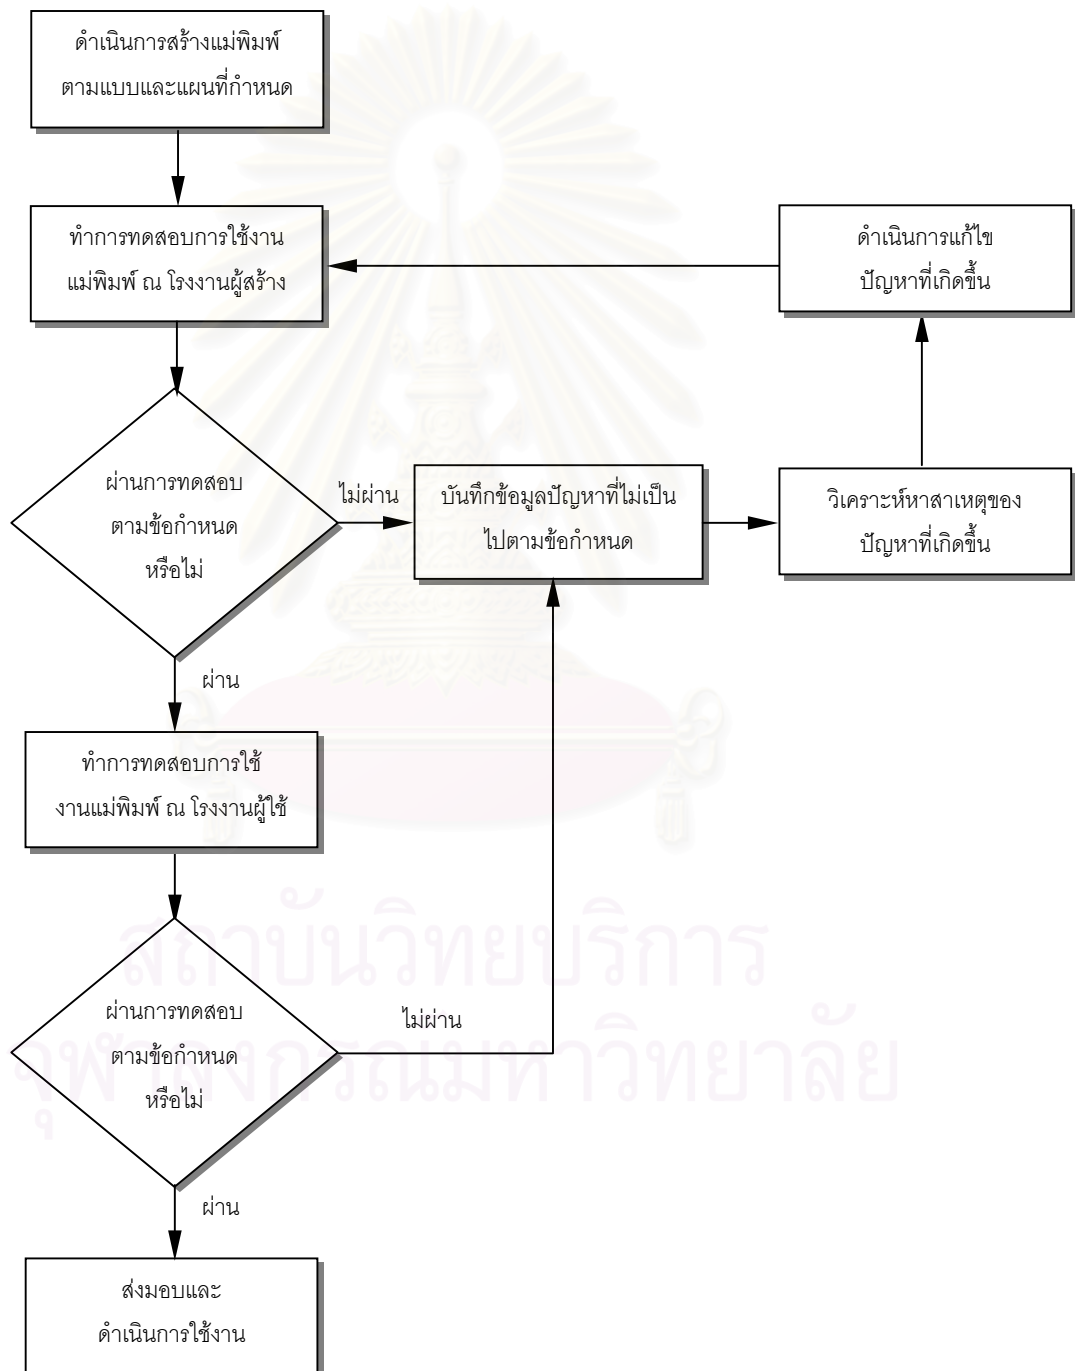 ดำเนินการสร้างแม่พิมพ์
ตามแบบและแผนที่กำหนด
ทำการทดสอบการใช้งาน
แม่พิมพ์ ณ โรงงานผู้สร้าง
ดำเนินการแก้ไข
ปัญหาที่เกิดขึ้น
ผ่านการทดสอบ
ตามข้อกำหนด
หรือไม่
ไม่ผ่าน
บันทึกข้อมูลปัญหาที่ไม่เป็น
ไปตามข้อกำหนด
วิเคราะห์หาสาเหตุของ
ปัญหาที่เกิดขึ้น
ผ่าน
ทำการทดสอบการใช้
งานแม่พิมพ์ ณ โรงงานผู้ใช้
สถาบันวิทยบริการ
จุฬาลงกรณ์มหาวิทยาลัย
ผ่านการทดสอบ
ตามข้อกำหนด
หรือไม่
ไม่ผ่าน
ผ่าน
ส่งมอบและ
ดำเนินการใช้งาน